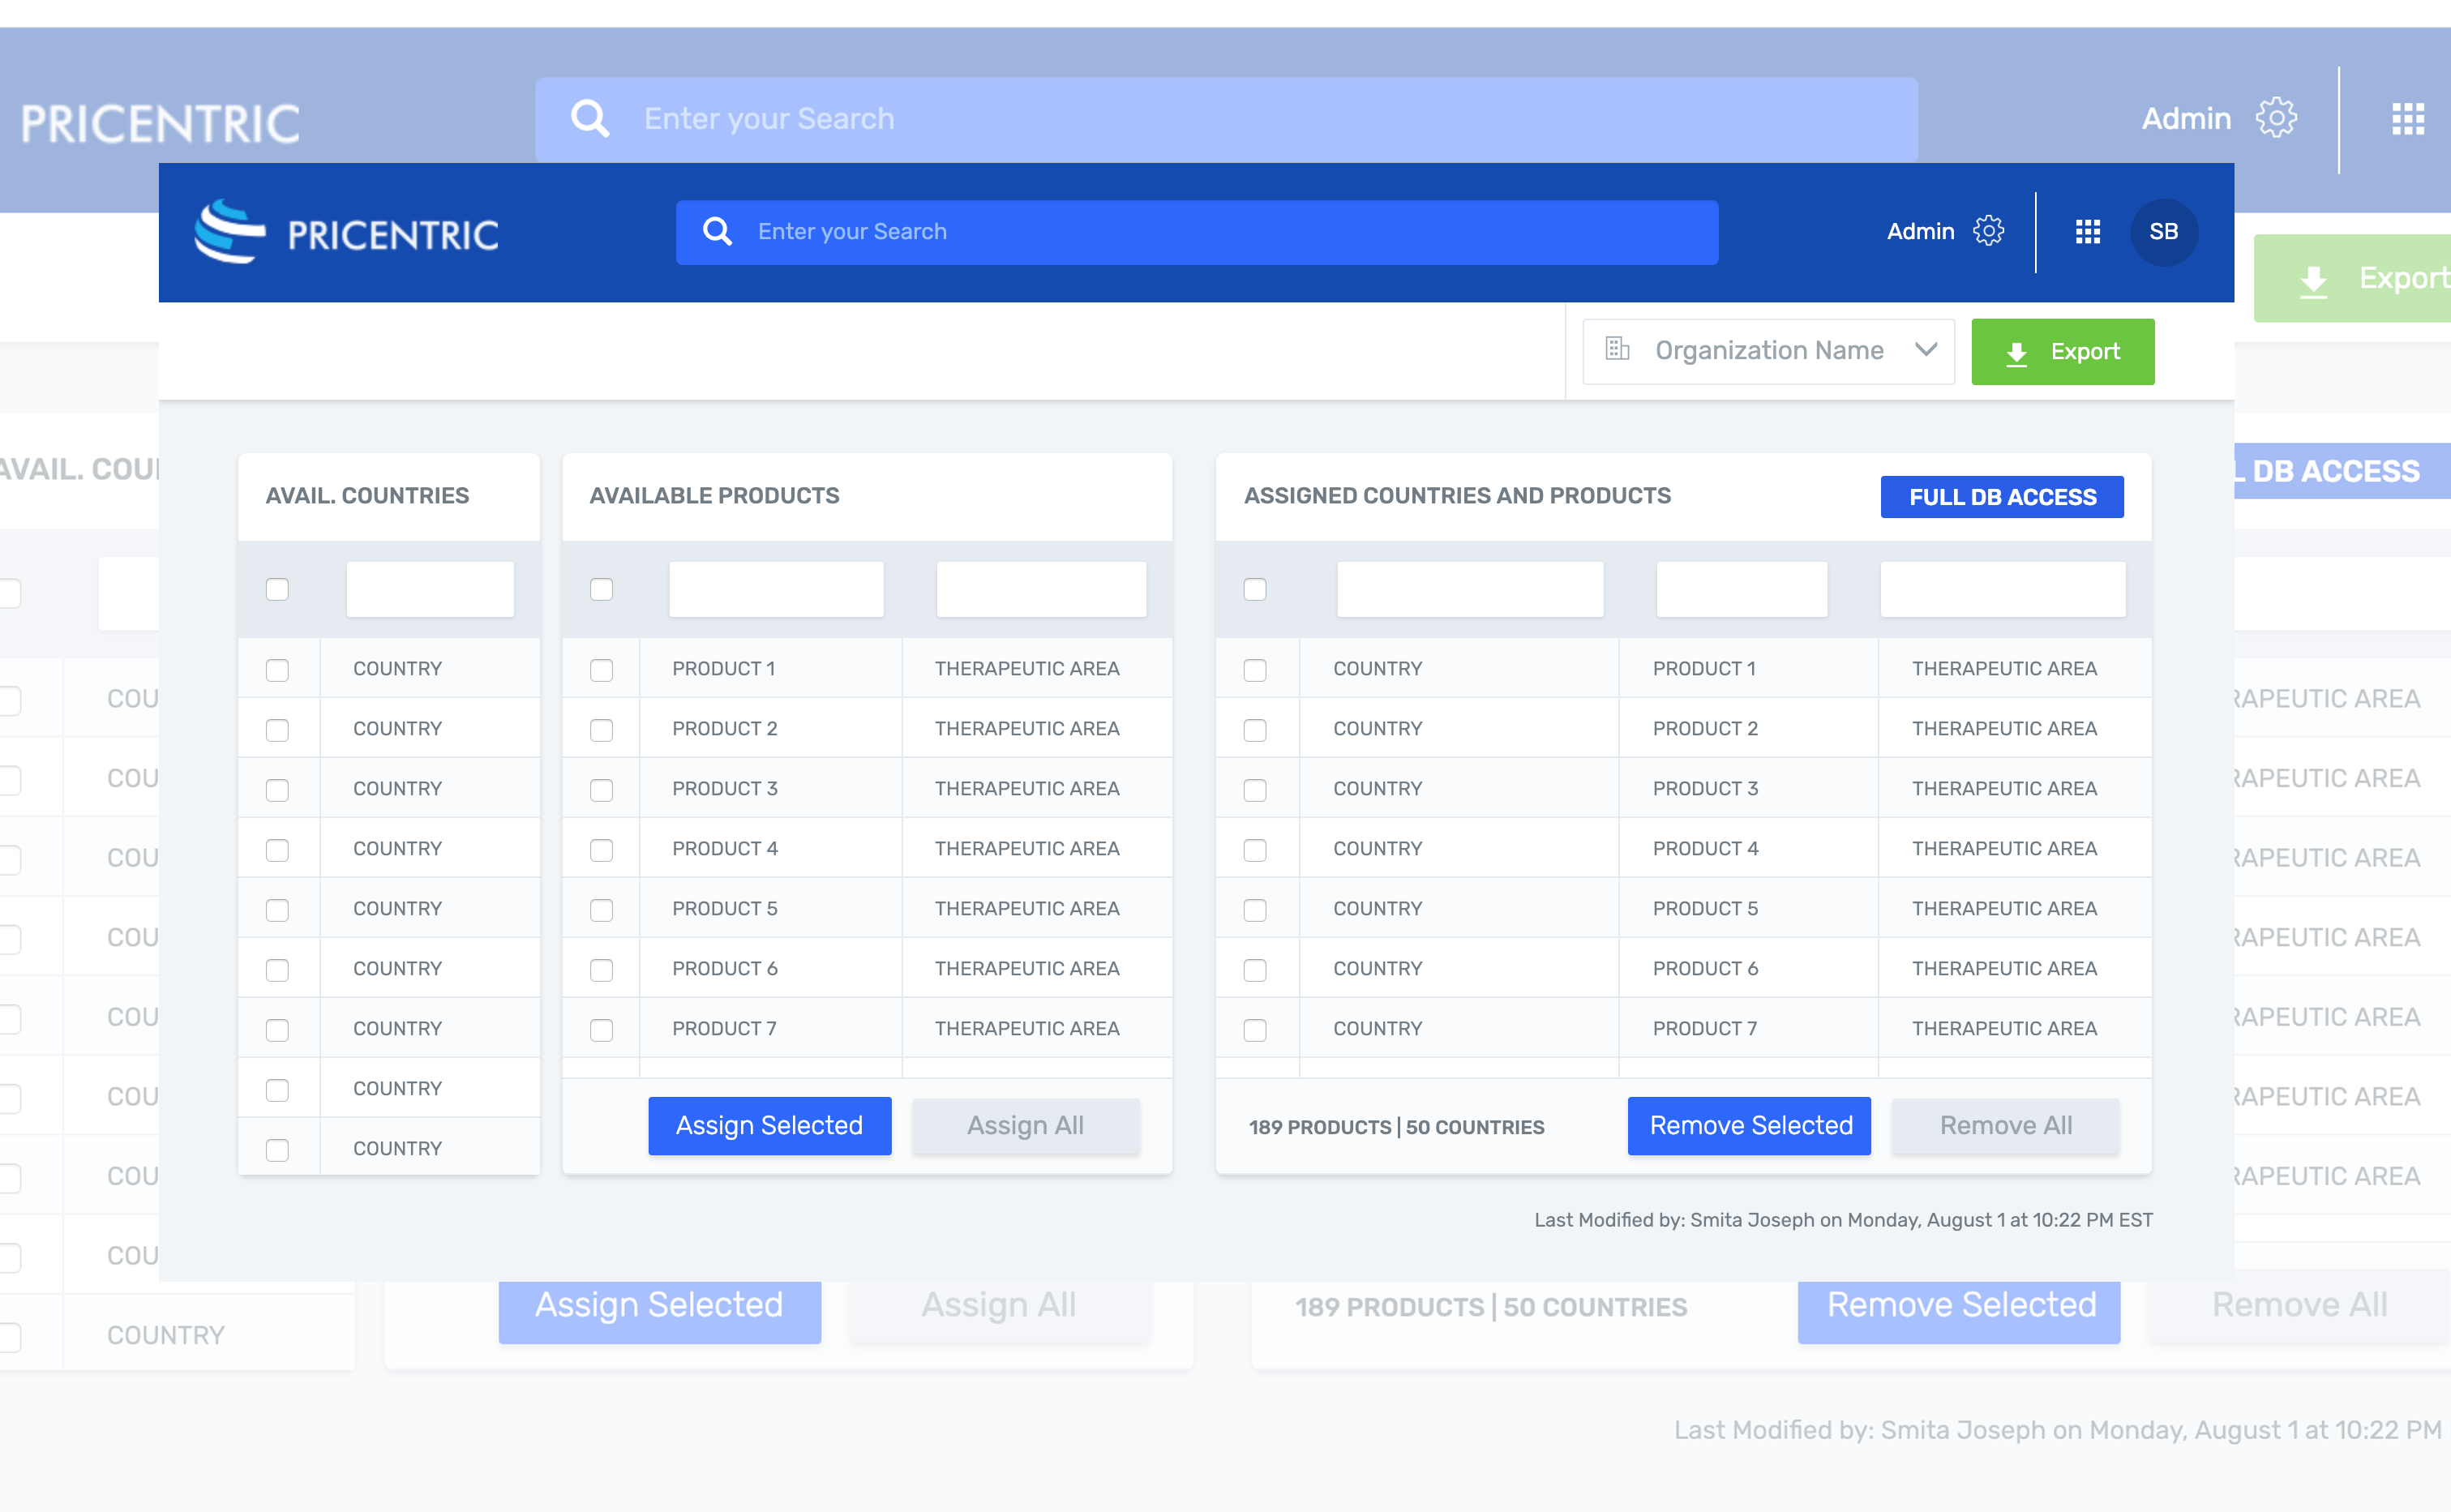 PRICENTRIC
Enter your Search
Admin
PRICENTRIC
Enter your Search
Admin
SB
Organization Name
Export
Export
AVAIL. COUNTRIES
AVAILABLE PRODUCTS
ASSIGNED COUNTRIES AND PRODUCTS
FULL DB ACCESS
AVAIL. COU
L DB ACCESS
COUNTRY PRODUCT 1 THERAPEUTIC AREA COUNTRY PRODUCT 1 THERAPEUTIC AREA
COUNTRY PRODUCT 2 THERAPEUTIC AREA COUNTRY PRODUCT 2 THERAPEUTIC AREA
COUNTRY PRODUCT 3 THERAPEUTIC AREA COUNTRY PRODUCT 3 THERAPEUTIC AREA
COUNTRY PRODUCT 4 THERAPEUTIC AREA COUNTRY PRODUCT 4 THERAPEUTIC AREA
COUNTRY PRODUCT 5 THERAPEUTIC AREA COUNTRY PRODUCT 5 THERAPEUTIC AREA
COUNTRY PRODUCT 6 THERAPEUTIC AREA COUNTRY PRODUCT 6 THERAPEUTIC AREA
COUNTRY PRODUCT 7 THERAPEUTIC AREA COUNTRY PRODUCT 7 THERAPEUTIC AREA
COUNTRY
COUNTRY
Assign Selected
Assign All
189 PRODUCTS | 50 COUNTRIES
Remove Selected
Remove All
Last Modified by: Smita Joseph on Monday, August 1 at 10:22 PM EST
COU RAPEUTIC AREA
COU RAPEUTIC AREA
COU RAPEUTIC AREA
COU RAPEUTIC AREA
COU RAPEUTIC AREA
COU RAPEUTIC AREA
COU RAPEUTIC AREA
COU
COUNTRY
Assign Selected
Assign All
189 PRODUCTS | 50 COUNTRIES
Remove Selected
Remove All
Last Modified by: Smita Joseph on Monday, August 1 at 10:22 PM